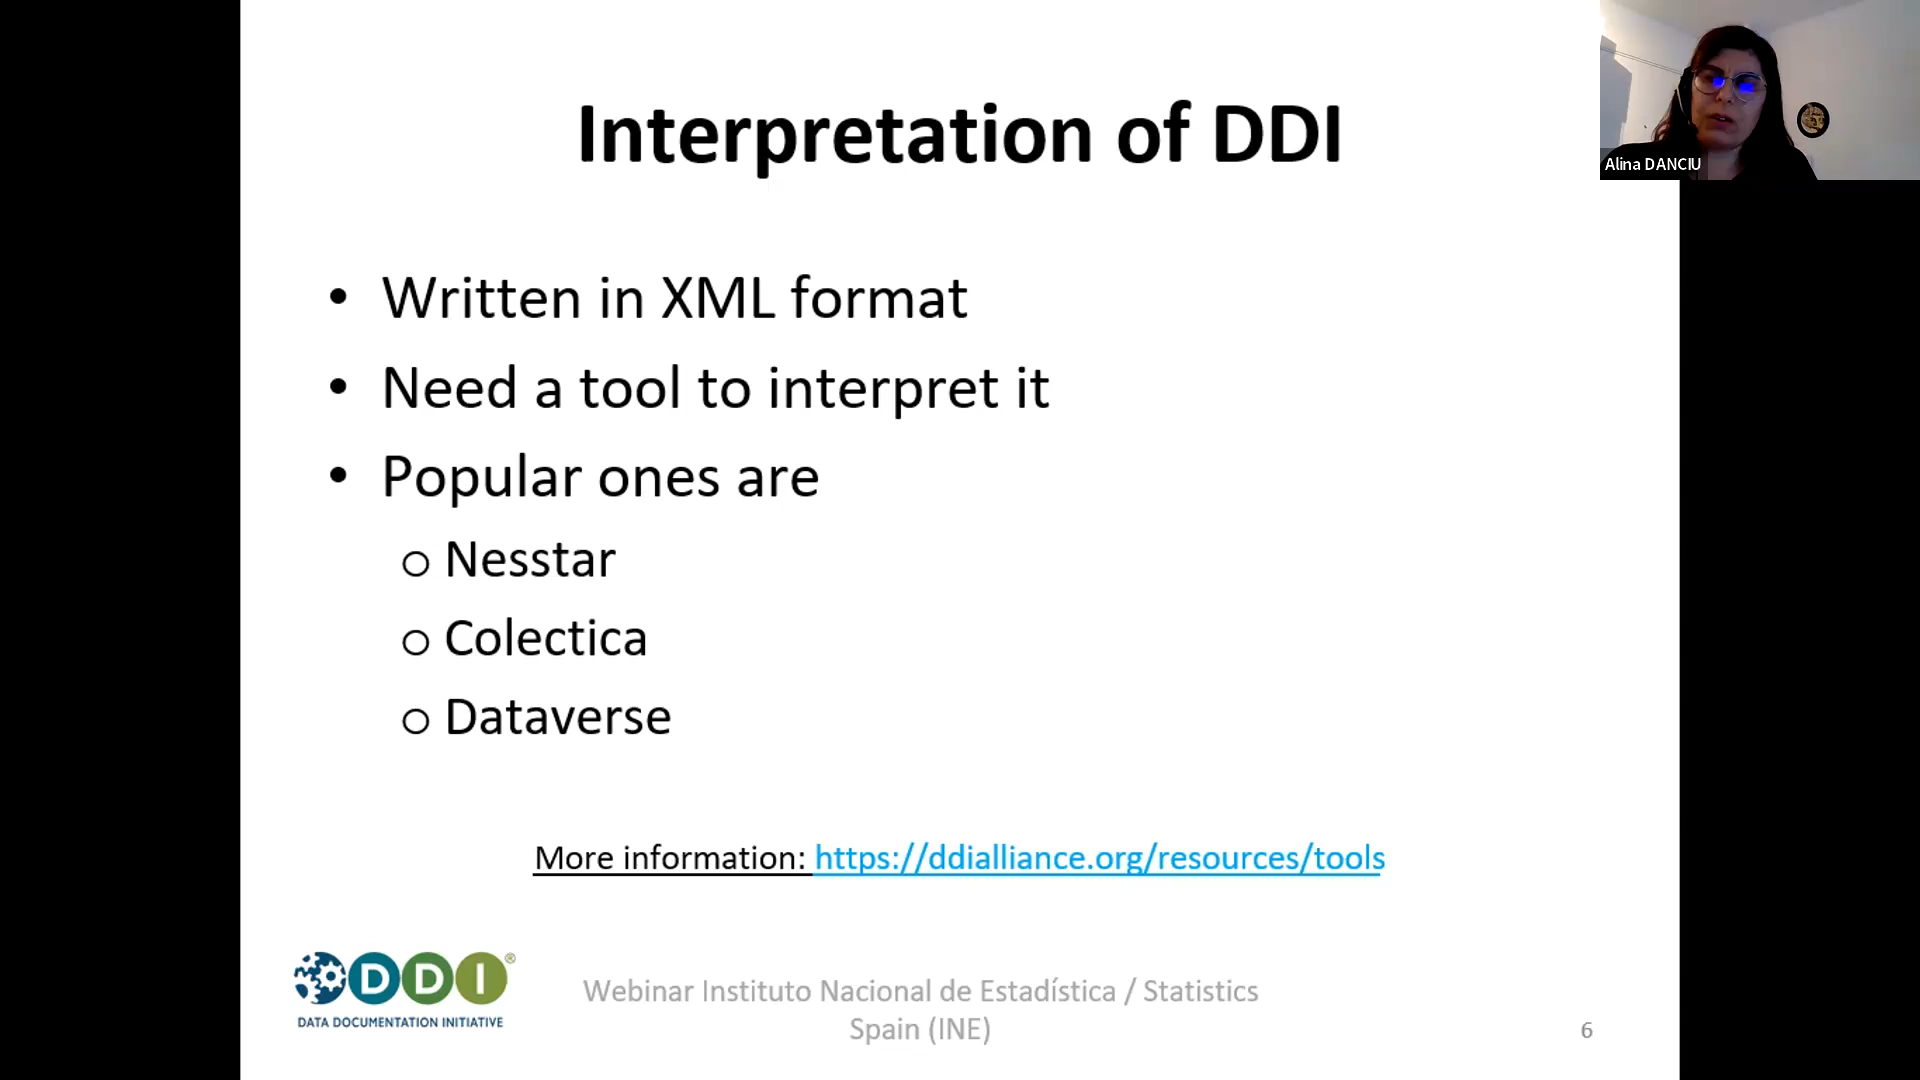 Interpretation of DDI
Alina DANCIU
• Written in XML format
• Need a tool to interpret it
• Popular ones are
o Nesstar
o Colectica
o Dataverse
More information: https://ddialliance.org/resources/tools
DDI®
DATA DOCUMENTATION INITIATIVE
Webinar Instituto Nacional de Estadística / Statistics
Spain (INE)
6